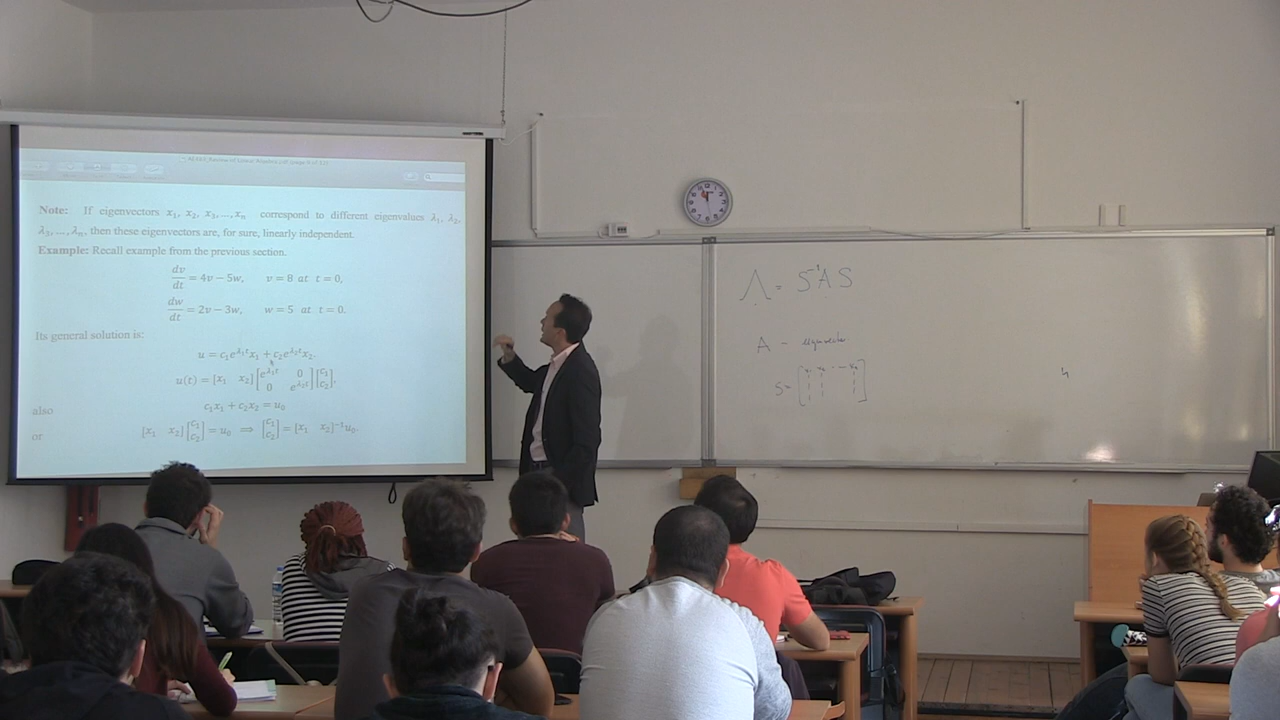 Note: If eigenvectors x₁, x₂, x₃, ..., xₙ correspond to different eigenvalues λ₁, λ₂,
λ₃, ..., λₙ, then these eigenvectors are, for sure, linearly independent.
Example: Recall example from the previous section.
dv/dt = 4v − 5w, v = 8 at t = 0,
dw/dt = 2v − 3w, w = 5 at t = 0.
Its general solution is:
u = c₁e^{λ₁t}x₁ + c₂e^{λ₂t}x₂.
u(t) = [x₁ x₂] [e^{λ₁t} 0; 0 e^{λ₂t}] [c₁; c₂],
also
c₁x₁ + c₂x₂ = u₀
or
[x₁ x₂] [c₁; c₂] = u₀ ⟹ [c₁; c₂] = [x₁ x₂]⁻¹u₀.
Λ = S⁻¹AS
A -
S = [x₁ x₂ ... xₙ]